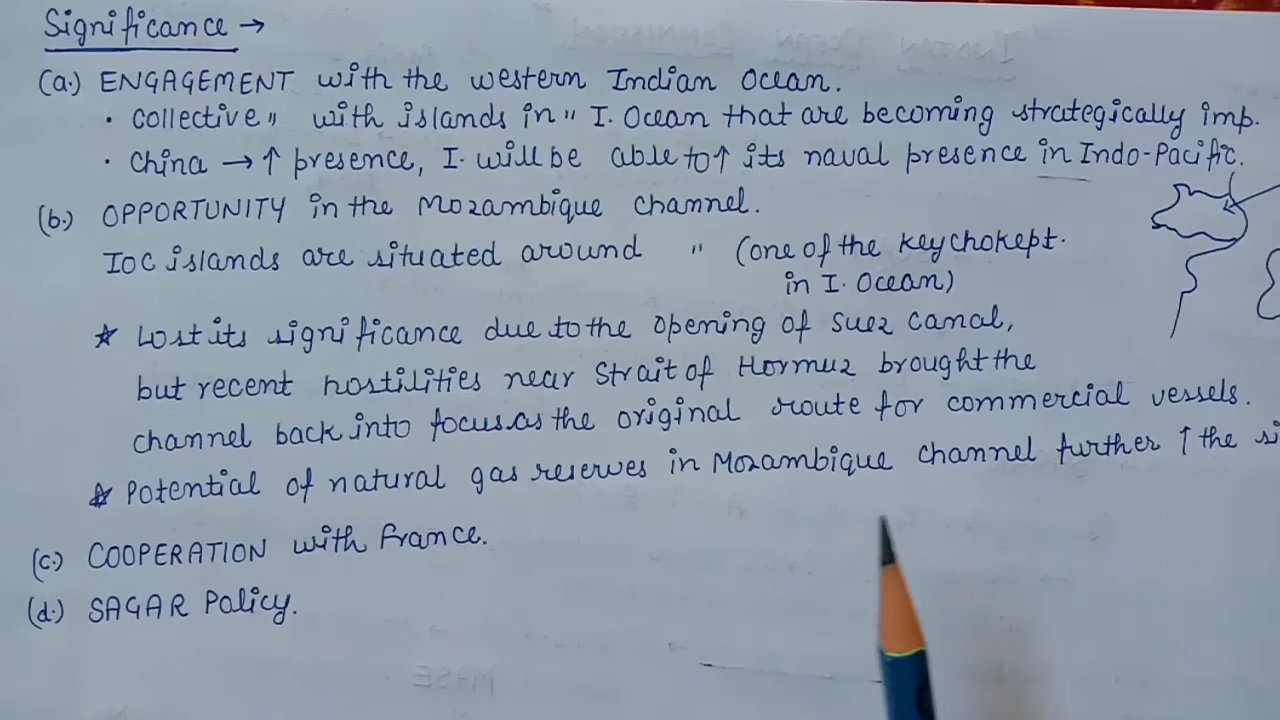 Significance →
(a.) ENGAGEMENT with the western Indian Ocean.
• collective " with islands in " I. Ocean that are becoming strategically imp.
• China → ↑ presence, I. will be able to ↑ its naval presence in Indo-Pacific.
(b.) OPPORTUNITY in the Mozambique channel.
IOC islands are situated around " (one of the key chokept. in I. Ocean)
* Lost its significance due to the opening of Suez Canal,
but recent hostilities near Strait of Hormuz brought the
channel back into focus as the original route for commercial vessels.
* Potential of natural gas reserves in Mozambique channel further ↑ the
(c.) COOPERATION with France.
(d.) SAGAR Policy.